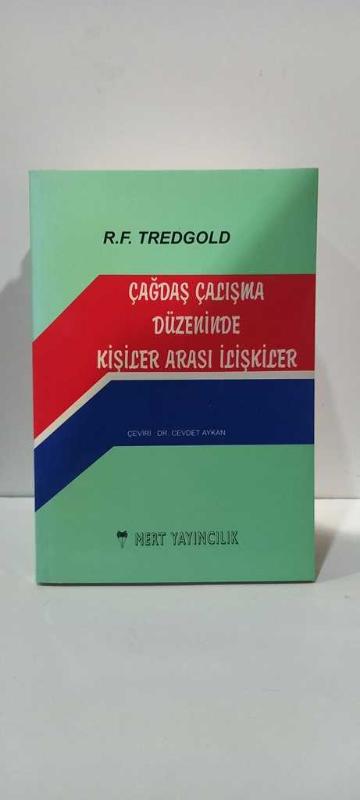 R.F. TREDGOLD
ÇAĞDAŞ ÇALIŞMA
DÜZENİNDE
KİŞİLER ARASI İLİŞKİLER
ÇEVİRİ : DR. CEVDET AYKAN
MERT YAYINCILIK